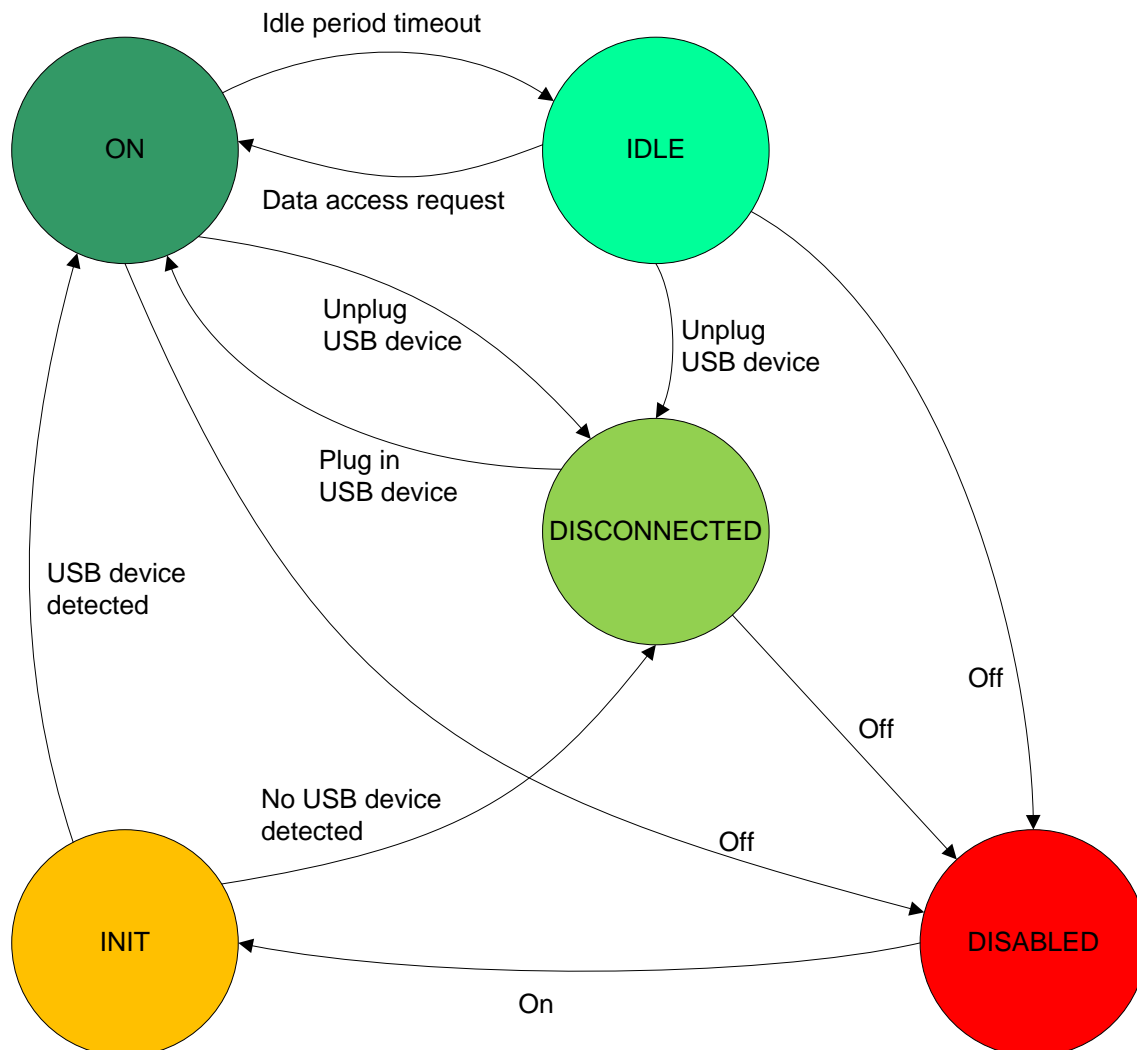 Idle period timeout
ON
IDLE
Data access request
Unplug
USB device
Unplug
USB device
Plug in
USB device
DISCONNECTED
USB device
detected
Off
Off
No USB device
detected
Off
INIT
DISABLED
On